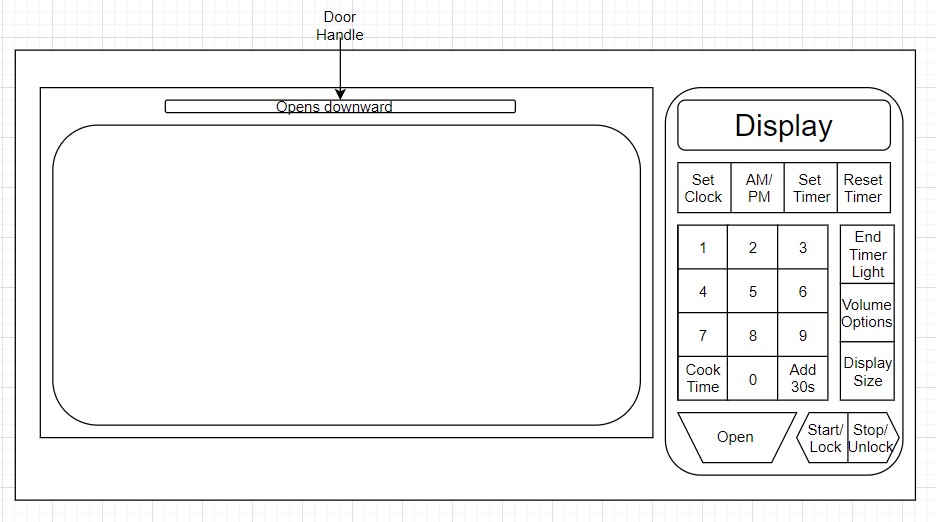 Door
Handle
Opens downward
Display
Set
Clock
AM/
PM
Set
Timer
Reset
Timer
1
2
3
End
Timer
Light
4
5
6
Volume
Options
7
8
9
Display
Size
Cook
Time
0
Add
30s
Open
Start/
Lock
Stop/
Unlock